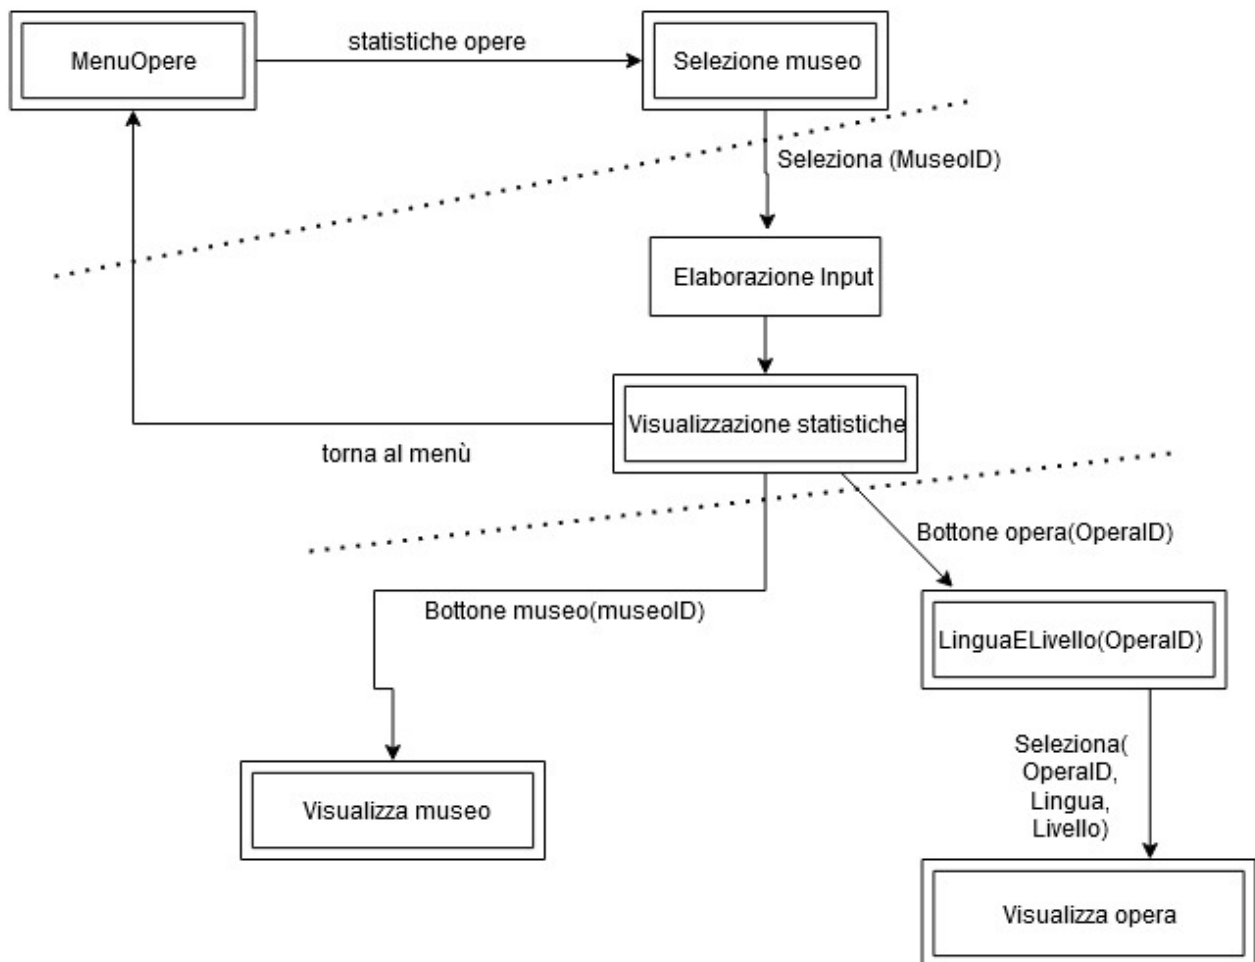 MenuOpere
statistiche opere
Selezione museo
Seleziona (MuseoID)
Elaborazione Input
Visualizzazione statistiche
torna al menù
Bottone opera(OperaID)
Bottone museo(museoID)
LinguaELivello(OperaID)
Seleziona(
OperaID,
Lingua,
Livello)
Visualizza museo
Visualizza opera